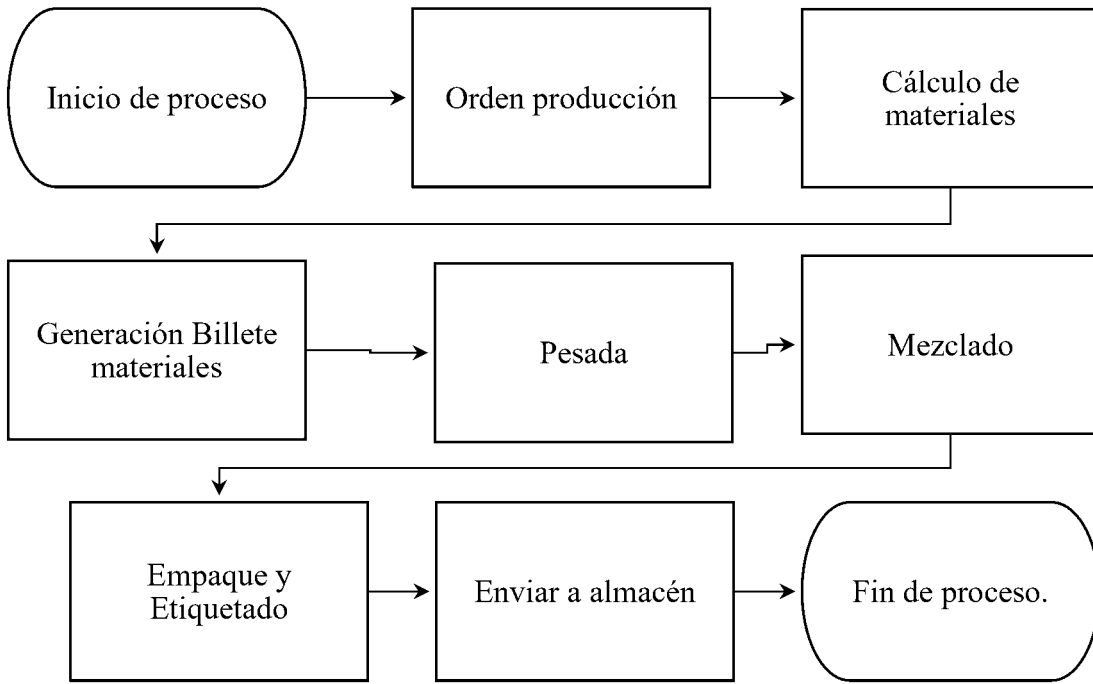 Inicio de proceso
Orden producción
Cálculo de
materiales
Generación Billete
materiales
Pesada
Mezclado
Empaque y
Etiquetado
Enviar a almacén
Fin de proceso.